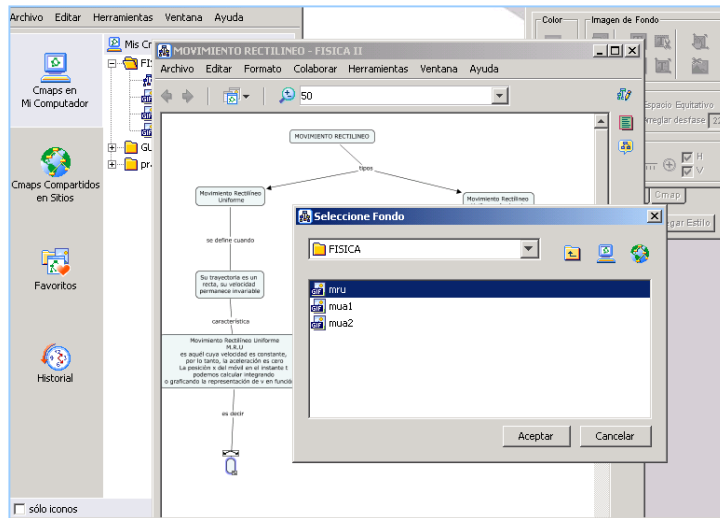 Archivo Editar Herramientas Ventana Ayuda
Color
Imagen de Fondo
Mis Cr
Cmaps en
Mi Computador
Cmaps Compartidos
en Sitios
Favoritos
Historial
sólo iconos
MOVIMIENTO RECTILINEO - FISICA II
Archivo Editar Formato Colaborar Herramientas Ventana Ayuda
50
MOVIMIENTO RECTILINEO
tipos
Movimiento Rectilíneo
Uniforme
Movimiento Rectilíneo
se define cuando
Su trayectoria es un
recta, su velocidad
permanece invariable
característica
Movimiento Rectilíneo Uniforme
M.R.U
es aquél cuya velocidad es constante,
por lo tanto, la aceleración es cero
La posición x del móvil en el instante t
podemos calcular integrando
o graficando la representación de v en funció
es decir
Seleccione Fondo
FISICA
GIF mru
GIF mua1
GIF mua2
Aceptar
Cancelar
Espacio Equitativo
rreglar desfase
H
V
Cmap
gar Estilo